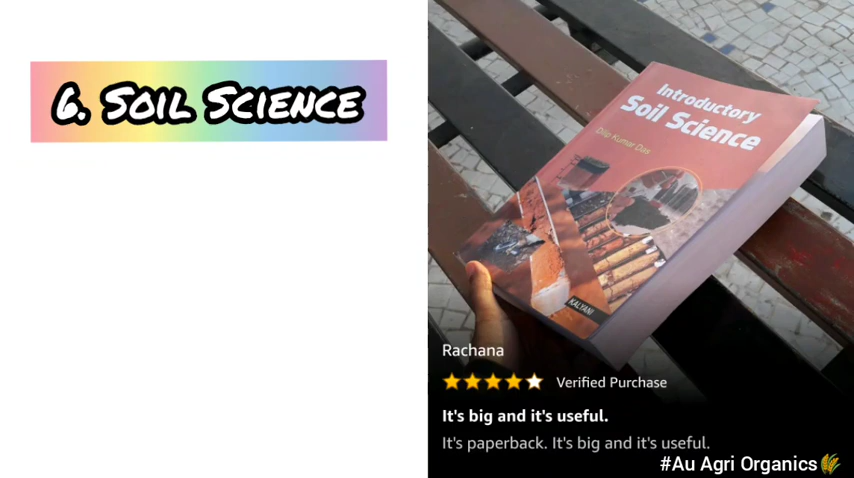 6. Soil Science
Introductory
Soil Science
Dilip Kumar Das
KALYANI
Rachana
Verified Purchase
It's big and it's useful.
It's paperback. It's big and it's useful.
#Au Agri Organics🌾